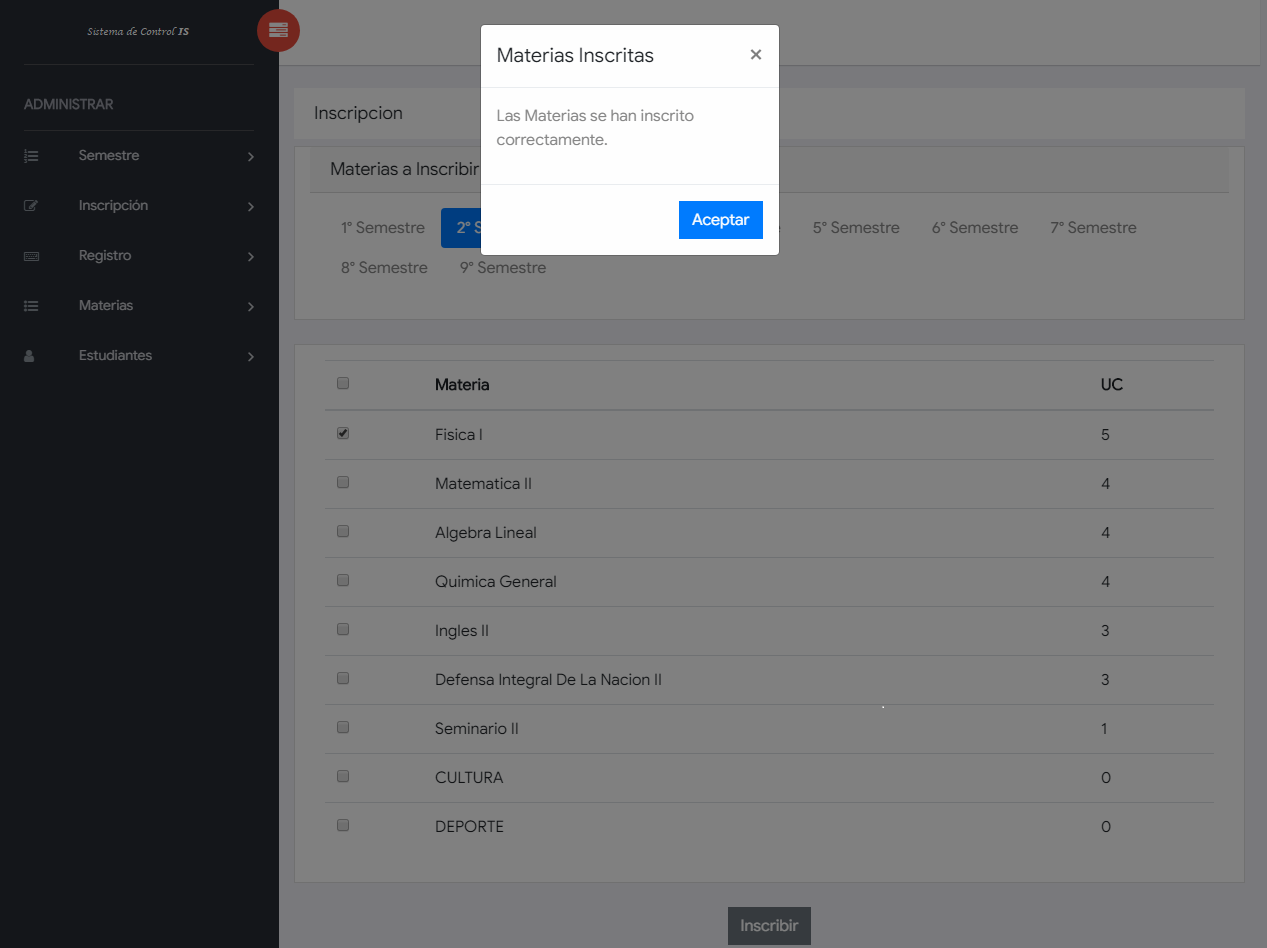 Sistema de Control IS
ADMINISTRAR
Semestre
Inscripción
Registro
Materias
Estudiantes
Materias Inscritas ×
Las Materias se han inscrito
correctamente.
Aceptar
Inscripcion
Materias a Inscribir
1° Semestre 2° S 5° Semestre 6° Semestre 7° Semestre
8° Semestre 9° Semestre
Materia UC
Fisica I 5
Matematica II 4
Algebra Lineal 4
Quimica General 4
Ingles II 3
Defensa Integral De La Nacion II 3
Seminario II 1
CULTURA 0
DEPORTE 0
Inscribir